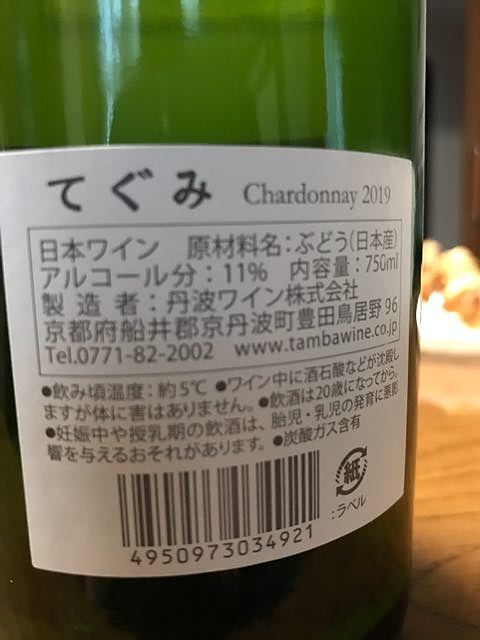 てぐみ Chardonnay 2019
日本ワイン 原材料名:ぶどう(日本産)
アルコール分:11% 内容量:750ml
製造者:丹波ワイン株式会社
京都府船井郡京丹波町豊田鳥居野 96
Tel.0771-82-2002 www.tambawine.co.jp
●飲み頃温度:約5℃ ●ワイン中に酒石酸などが沈殿し
ますが体に害はありません。●飲酒は20歳になってから。
●妊娠中や授乳期の飲酒は、胎児・乳児の発育に悪影
響を与えるおそれがあります。●炭酸ガス含有
紙
:ラベル
4950973034921